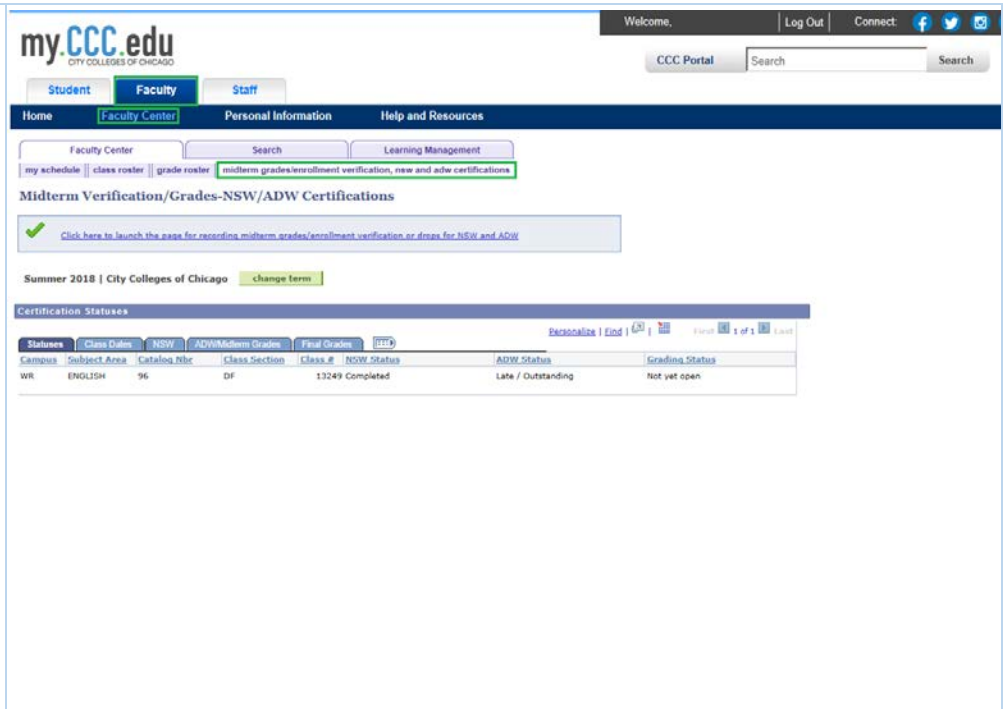 Welcome, Log Out Connect:
my.CCC.edu
CITY COLLEGES OF CHICAGO
CCC Portal Search Search
Student Faculty Staff
Home Faculty Center Personal Information Help and Resources
Faculty Center Search Learning Management
my schedule class roster grade roster midterm grades/enrollment verification, nsw and adw certifications
Midterm Verification/Grades-NSW/ADW Certifications
Click here to launch the page for recording midterm grades/enrollment verification or drops for NSW and ADW
Summer 2018 | City Colleges of Chicago change term
Certification Statuses
Personalize | Find | | First 1 of 1 Last
Statuses Class Dates NSW ADW/Midterm Grades Final Grades
Campus Subject Area Catalog Nbr Class Section Class # NSW Status ADW Status Grading Status
WR ENGLISH 96 DF 13249 Completed Late / Outstanding Not yet open